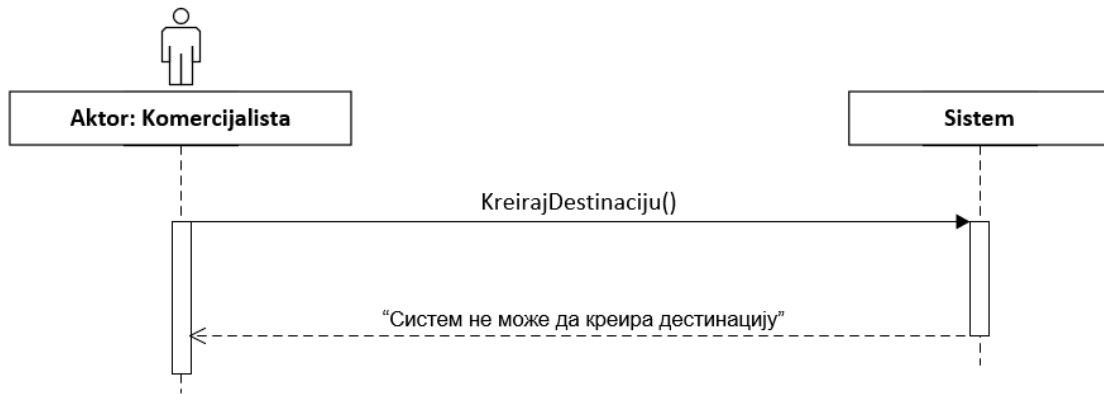 Aktor: Komercijalista
Sistem
KreirajDestinaciju()
“Систем не може да креира дестинацију”